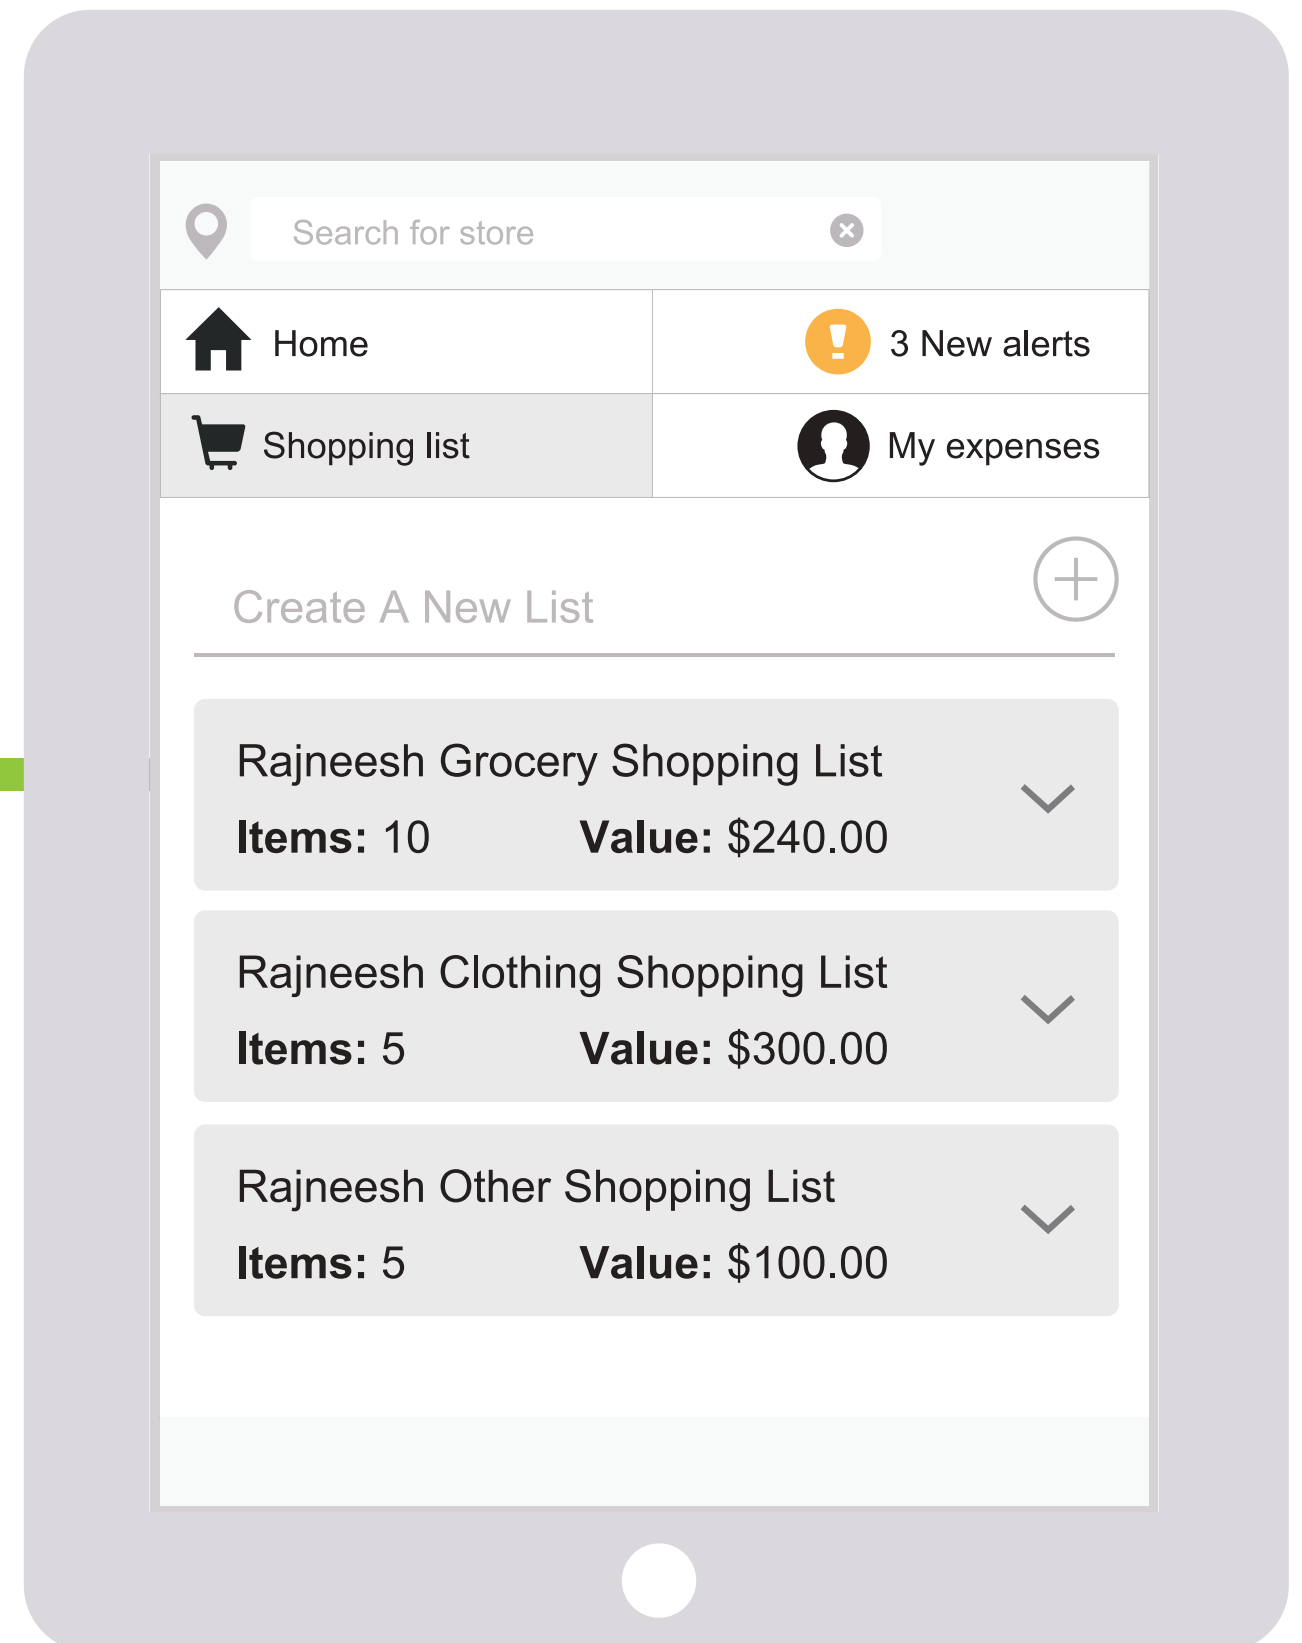 Search for store
Home
3 New alerts
Shopping list
My expenses
Create A New List
Rajneesh Grocery Shopping List
Items: 10 Value: $240.00
Rajneesh Clothing Shopping List
Items: 5 Value: $300.00
Rajneesh Other Shopping List
Items: 5 Value: $100.00